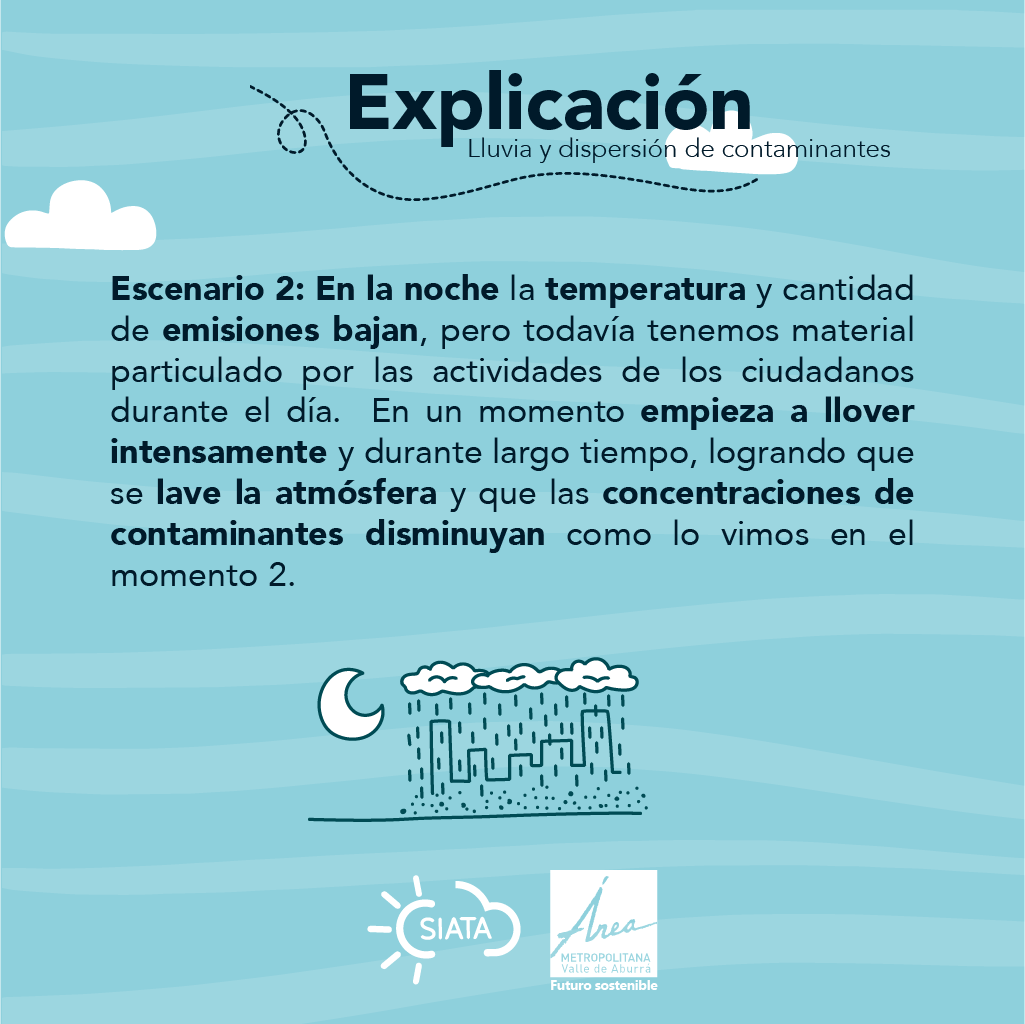 Explicación
Lluvia y dispersión de contaminantes
Escenario 2: En la noche la temperatura y cantidad
de emisiones bajan, pero todavía tenemos material
particulado por las actividades de los ciudadanos
durante el día. En un momento empieza a llover
intensamente y durante largo tiempo, logrando que
se lave la atmósfera y que las concentraciones de
contaminantes disminuyan como lo vimos en el
momento 2.
SIATA
Área
METROPOLITANA
Valle de Aburrá
Futuro sostenible